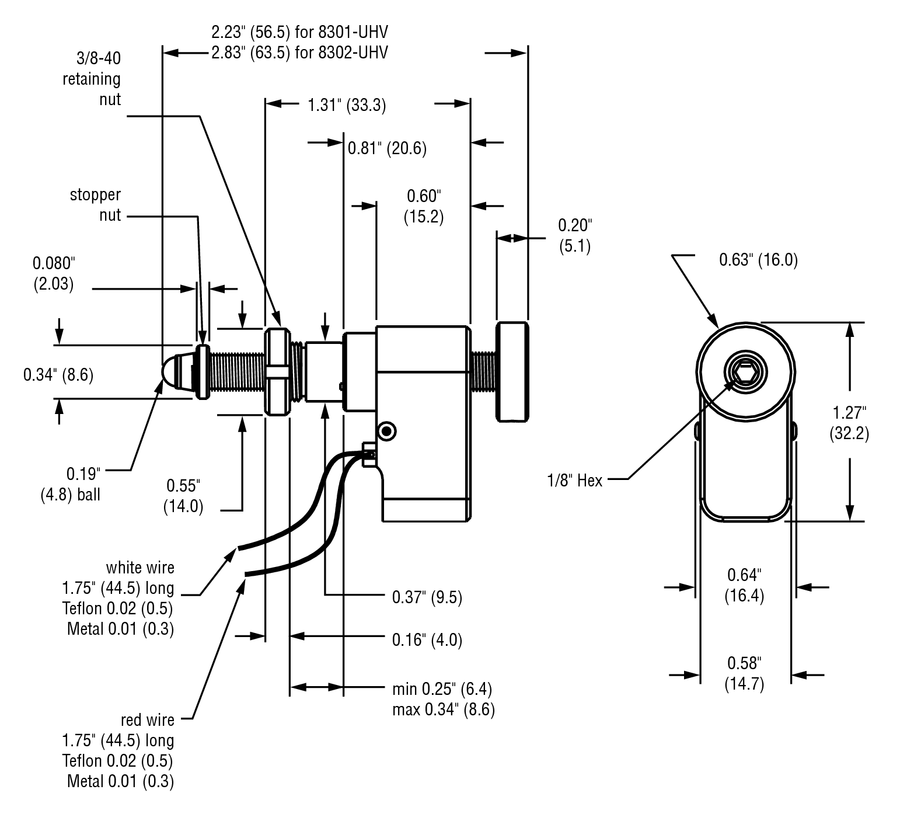 2.23" (56.5) for 8301-UHV
2.83" (63.5) for 8302-UHV
3/8-40
retaining
nut
1.31" (33.3)
0.81" (20.6)
stopper
nut
0.60"
(15.2)
0.20"
(5.1)
0.080"
(2.03)
0.63" (16.0)
0.34" (8.6)
1.27"
(32.2)
0.19"
(4.8) ball
0.55"
(14.0)
1/8" Hex
white wire
1.75" (44.5) long
Teflon 0.02 (0.5)
Metal 0.01 (0.3)
0.37" (9.5)
0.64"
(16.4)
0.16" (4.0)
0.58"
(14.7)
min 0.25" (6.4)
max 0.34" (8.6)
red wire
1.75" (44.5) long
Teflon 0.02 (0.5)
Metal 0.01 (0.3)